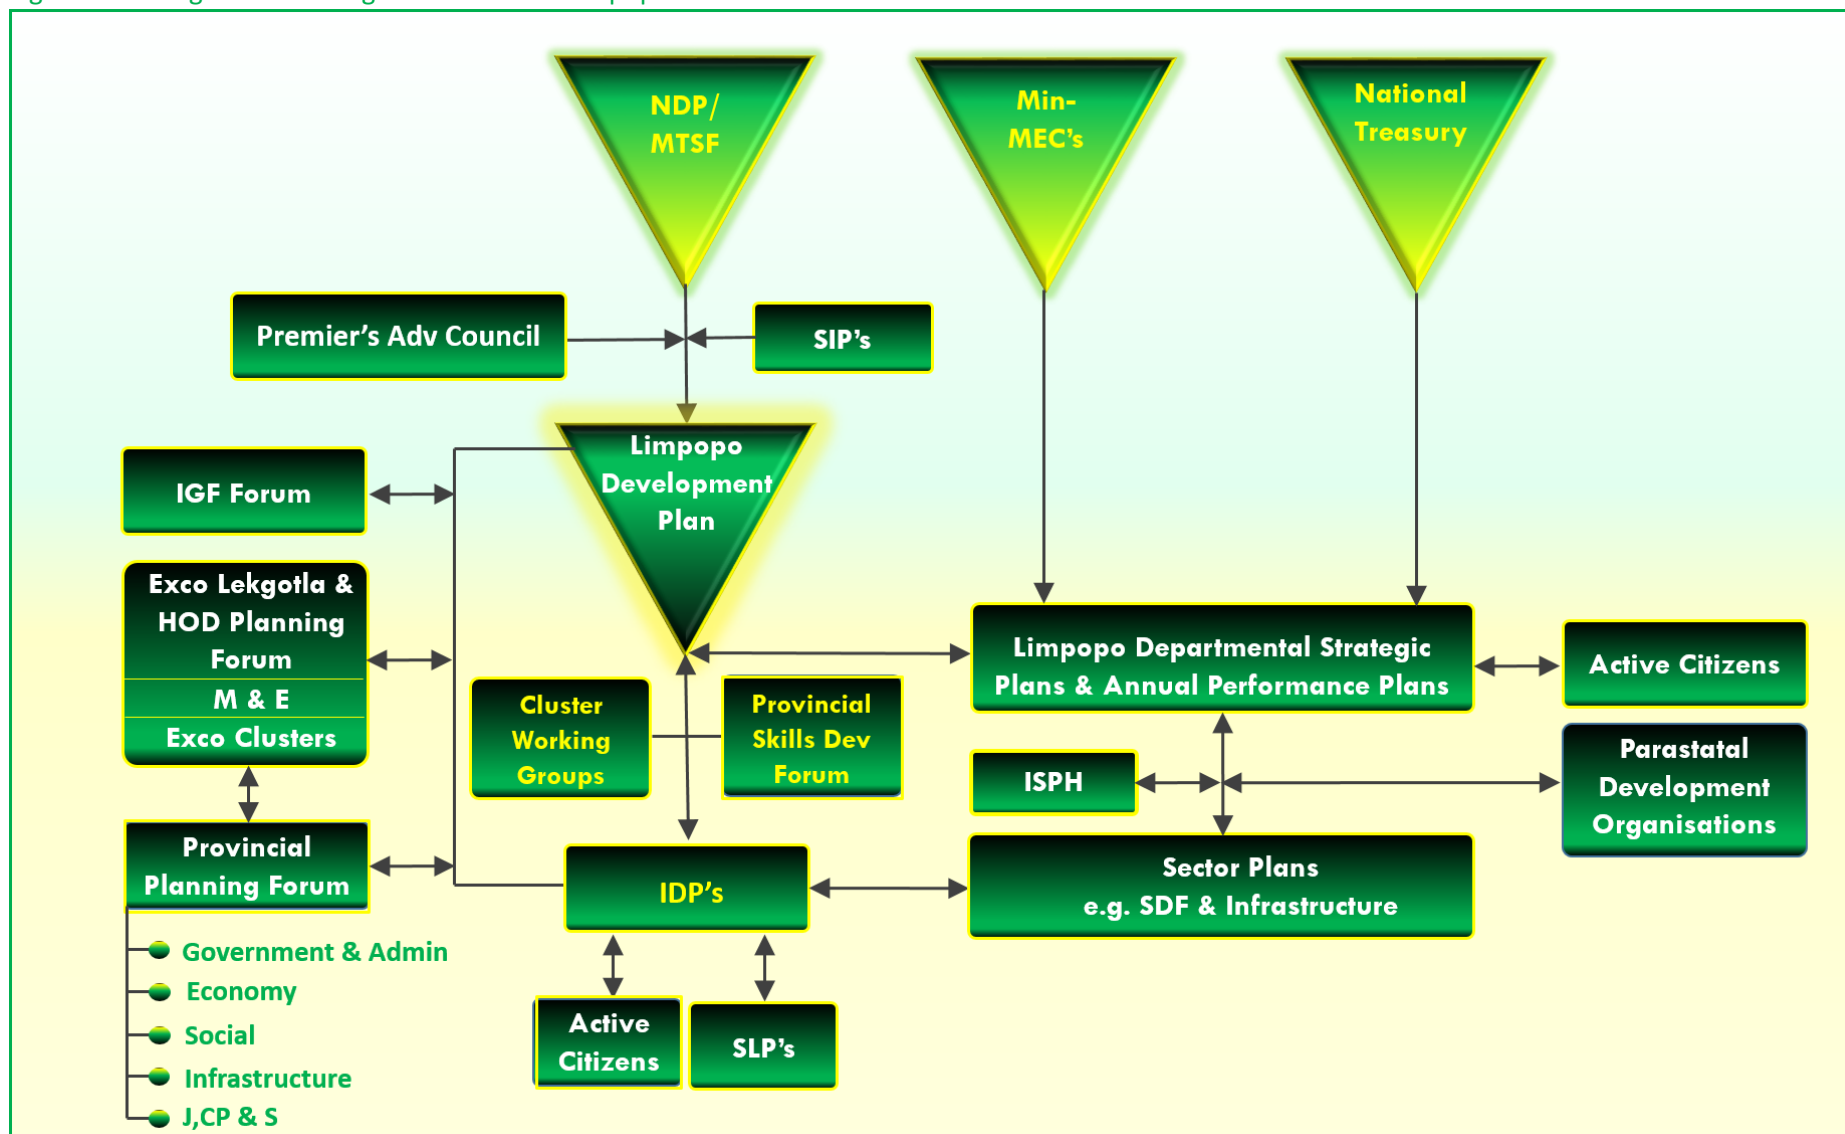 NDP/
MTSF
Min-
MEC's
National
Treasury
Premier's Adv Council
SIP's
Limpopo
Development
Plan
IGF Forum
Exco Lekgotla &
HOD Planning
Forum
M & E
Exco Clusters
Limpopo Departmental Strategic
Plans & Annual Performance Plans
Active Citizens
Cluster
Working
Groups
Provincial
Skills Dev
Forum
ISPH
Parastatal
Development
Organisations
Provincial
Planning Forum
IDP's
Sector Plans
e.g. SDF & Infrastructure
Government & Admin
Economy
Social
Infrastructure
J,CP & S
Active
Citizens
SLP's